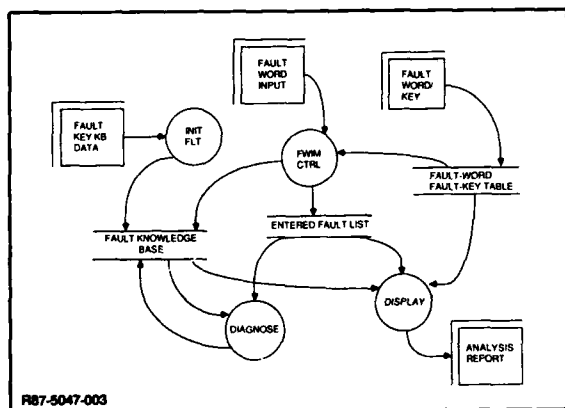 FAULT
WORD
INPUT
FAULT
WORD/
KEY
FAULT
KEY KB
DATA
INIT
FLT
FWIM
CTRL
FAULT-WORD
FAULT-KEY TABLE
ENTERED FAULT LIST
FAULT KNOWLEDGE
BASE
DIAGNOSE
DISPLAY
ANALYSIS
REPORT
R87-5047-003